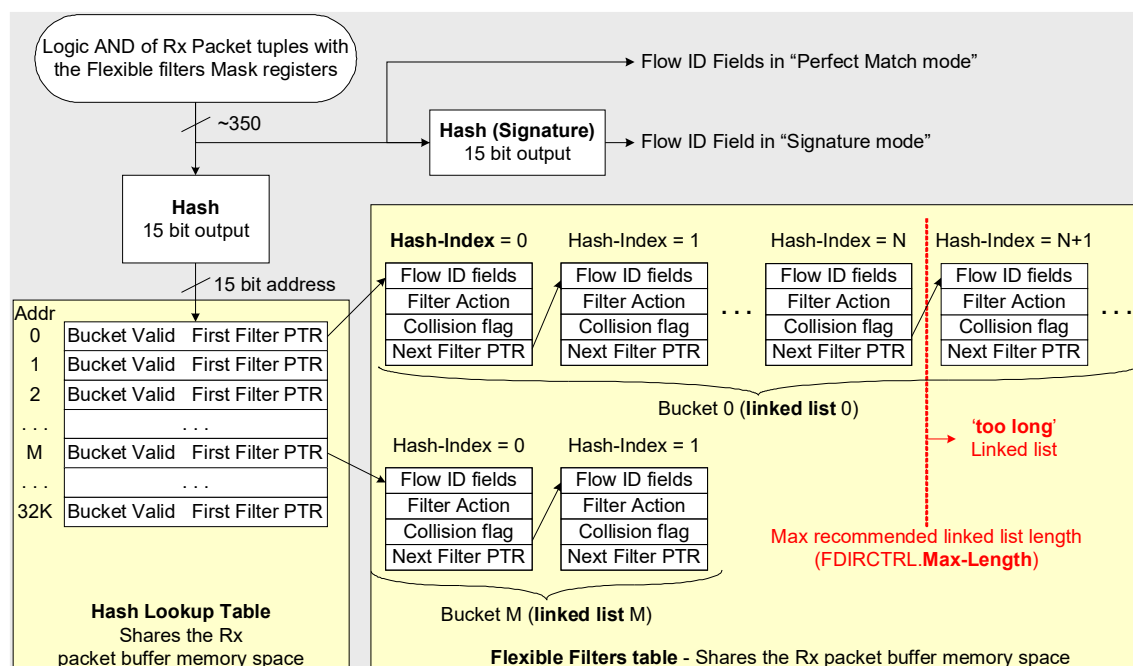 Logic AND of Rx Packet tuples with
the Flexible filters Mask registers
Flow ID Fields in “Perfect Match mode”
~350
Hash (Signature)
15 bit output
Flow ID Field in “Signature mode”
Hash
15 bit output
15 bit address
Addr
0 Bucket Valid First Filter PTR
1 Bucket Valid First Filter PTR
2 Bucket Valid First Filter PTR
. . . . . .
M Bucket Valid First Filter PTR
. . . . . .
32K Bucket Valid First Filter PTR
Hash Lookup Table
Shares the Rx
packet buffer memory space
Hash-Index = 0 Hash-Index = 1 Hash-Index = N Hash-Index = N+1
Flow ID fields Flow ID fields Flow ID fields Flow ID fields
Filter Action Filter Action Filter Action Filter Action
Collision flag Collision flag . . . Collision flag Collision flag . . .
Next Filter PTR Next Filter PTR Next Filter PTR Next Filter PTR
Bucket 0 (linked list 0)
‘too long’
Linked list
Hash-Index = 0 Hash-Index = 1
Flow ID fields Flow ID fields
Filter Action Filter Action
Collision flag Collision flag
Next Filter PTR Next Filter PTR
Max recommended linked list length
(FDIRCTRL.Max-Length)
Bucket M (linked list M)
Flexible Filters table - Shares the Rx packet buffer memory space